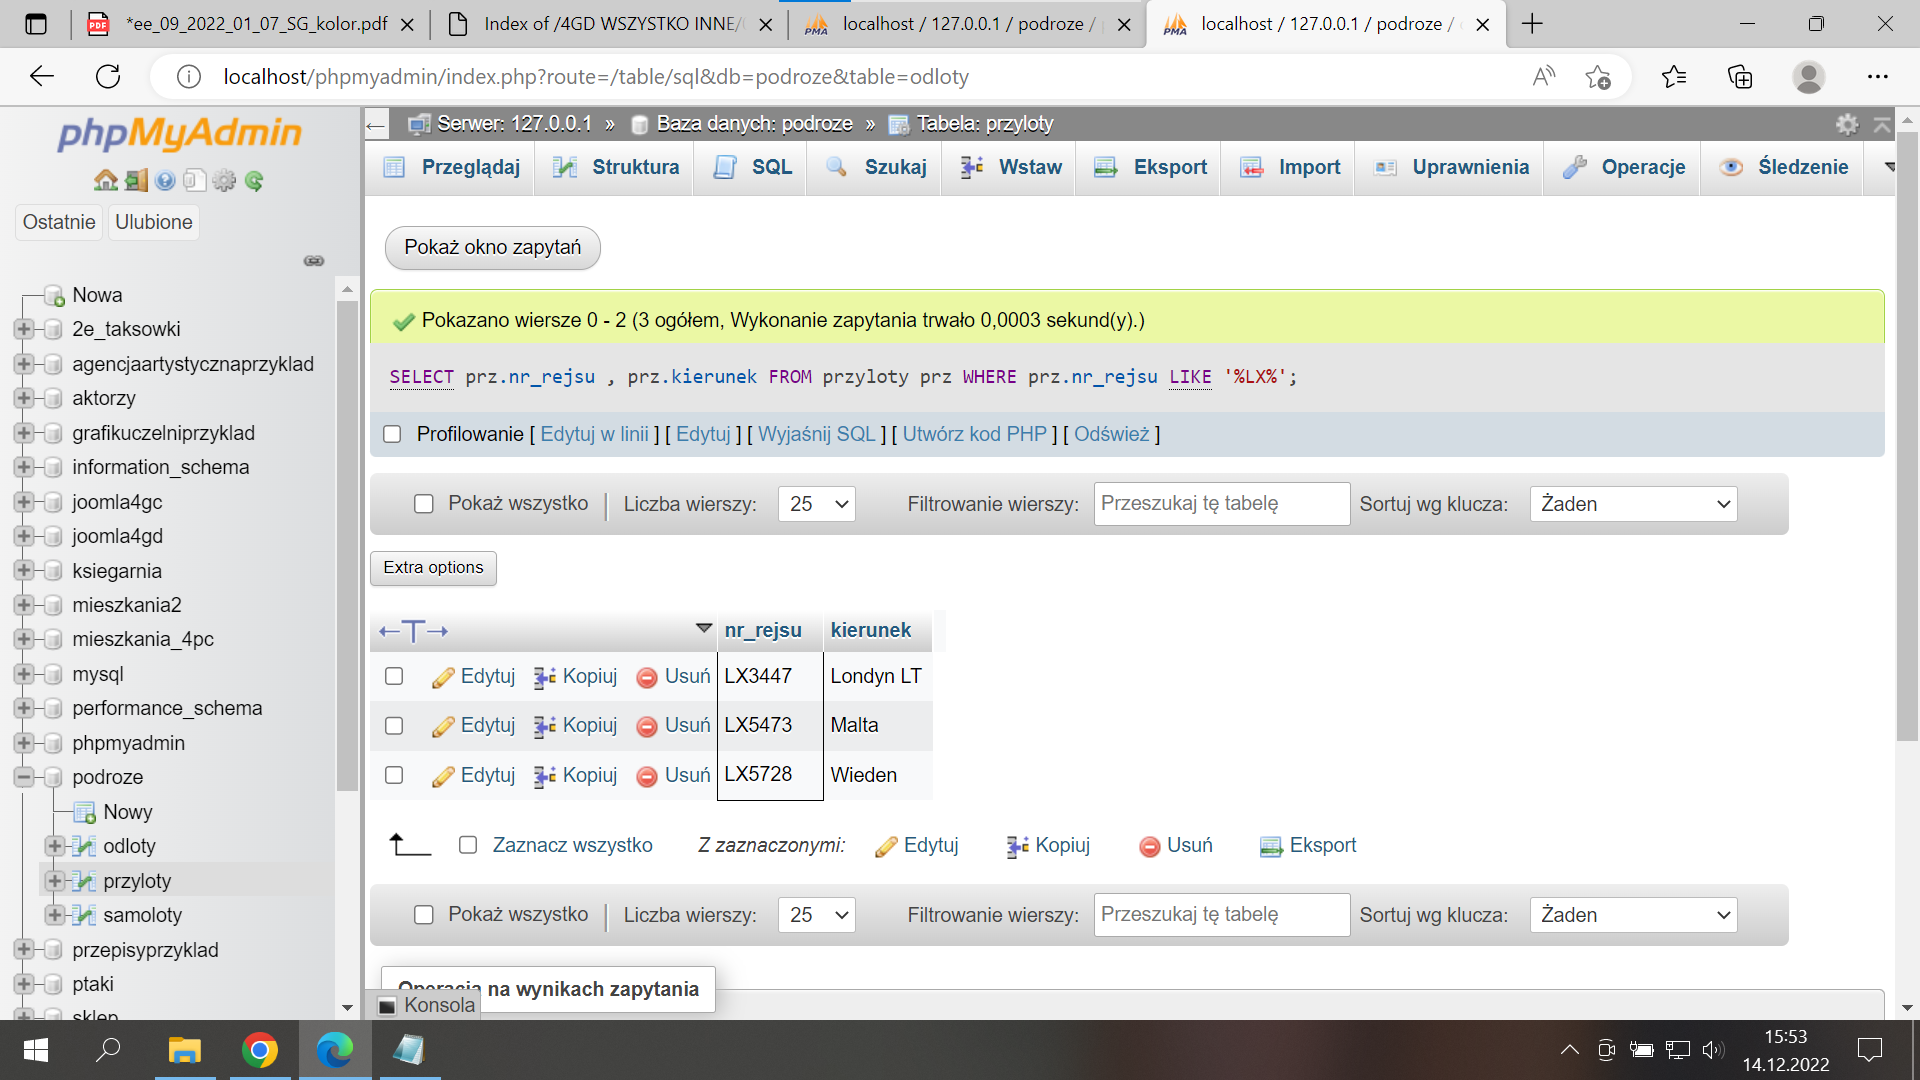 *ee_09_2022_01_07_SG_kolor.pdf
Index of /4GD WSZYSTKO INNE/
localhost / 127.0.0.1 / podroze /
localhost / 127.0.0.1 / podroze /
localhost/phpmyadmin/index.php?route=/table/sql&db=podroze&table=odloty
phpMyAdmin
Ostatnie Ulubione
Nowa
2e_taksowki
agencjaartystycznaprzyklad
aktorzy
grafikuczelniprzyklad
information_schema
joomla4gc
joomla4gd
ksiegarnia
mieszkania2
mieszkania_4pc
mysql
performance_schema
phpmyadmin
podroze
Nowy
odloty
przyloty
samoloty
przepisyprzyklad
ptaki
sklep
Serwer: 127.0.0.1 » Baza danych: podroze » Tabela: przyloty
Przeglądaj Struktura SQL Szukaj Wstaw Eksport Import Uprawnienia Operacje Śledzenie
Pokaż okno zapytań
Pokazano wiersze 0 - 2 (3 ogółem, Wykonanie zapytania trwało 0,0003 sekund(y).)
SELECT prz.nr_rejsu , prz.kierunek FROM przyloty prz WHERE prz.nr_rejsu LIKE '%LX%';
Profilowanie [ Edytuj w linii ] [ Edytuj ] [ Wyjaśnij SQL ] [ Utwórz kod PHP ] [ Odśwież ]
Pokaż wszystko Liczba wierszy: 25 Filtrowanie wierszy: Przeszukaj tę tabelę Sortuj wg klucza: Żaden
Extra options
nr_rejsu kierunek
Edytuj Kopiuj Usuń LX3447 Londyn LT
Edytuj Kopiuj Usuń LX5473 Malta
Edytuj Kopiuj Usuń LX5728 Wieden
Zaznacz wszystko Z zaznaczonymi: Edytuj Kopiuj Usuń Eksport
Pokaż wszystko Liczba wierszy: 25 Filtrowanie wierszy: Przeszukaj tę tabelę Sortuj wg klucza: Żaden
Operacja na wynikach zapytania
Konsola
15:53
14.12.2022